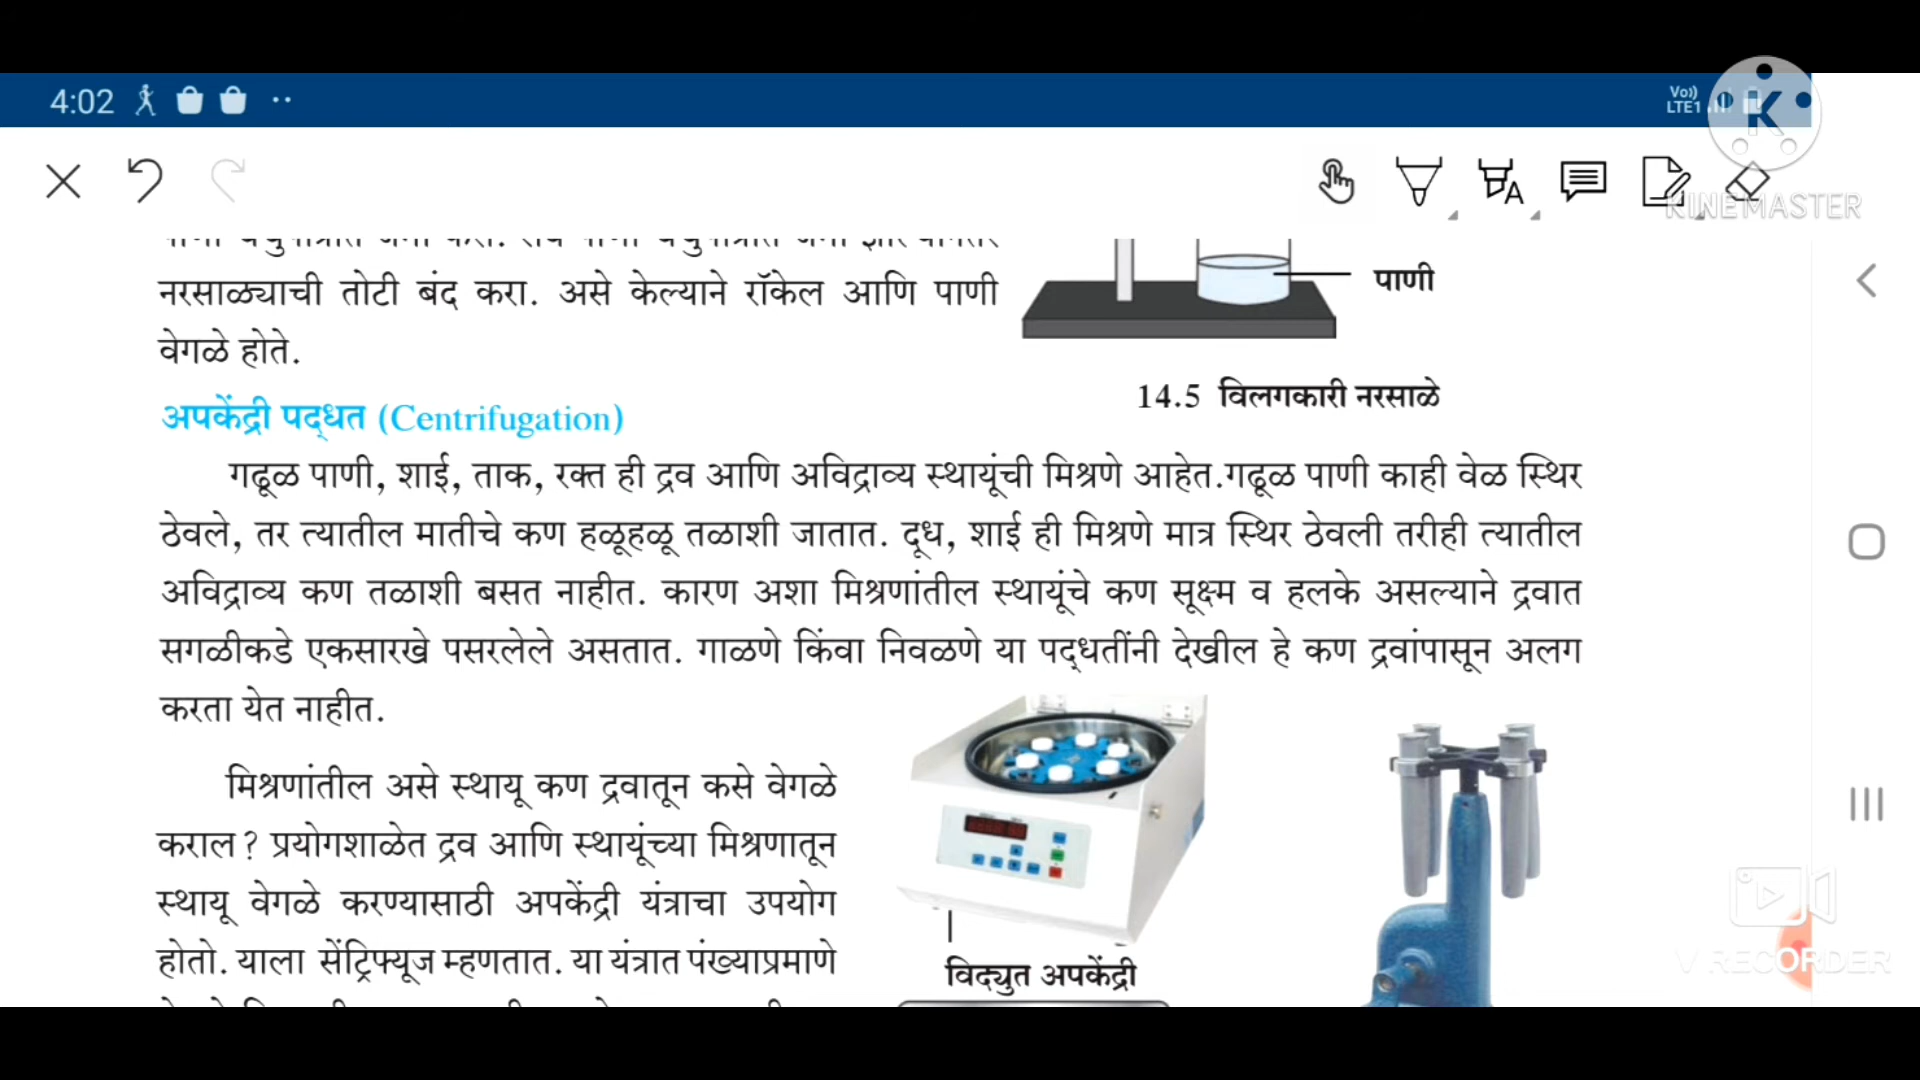 4:02
Vo))
LTE1
KINEMASTER
नरसाळ्याची तोटी बंद करा. असे केल्याने रॉकेल आणि पाणी
वेगळे होते.
पाणी
14.5 विलगकारी नरसाळे
अपकेंद्री पद्धत (Centrifugation)
गढूळ पाणी, शाई, ताक, रक्त ही द्रव आणि अविद्राव्य स्थायूंची मिश्रणे आहेत.गढूळ पाणी काही वेळ स्थिर
ठेवले, तर त्यातील मातीचे कण हळूहळू तळाशी जातात. दूध, शाई ही मिश्रणे मात्र स्थिर ठेवली तरीही त्यातील
अविद्राव्य कण तळाशी बसत नाहीत. कारण अशा मिश्रणांतील स्थायूंचे कण सूक्ष्म व हलके असल्याने द्रवात
सगळीकडे एकसारखे पसरलेले असतात. गाळणे किंवा निवळणे या पद्धतींनी देखील हे कण द्रवांपासून अलग
करता येत नाहीत.
मिश्रणांतील असे स्थायू कण द्रवातून कसे वेगळे
कराल? प्रयोगशाळेत द्रव आणि स्थायूंच्या मिश्रणातून
स्थायू वेगळे करण्यासाठी अपकेंद्री यंत्राचा उपयोग
होतो. याला सेंट्रिफ्यूज म्हणतात. या यंत्रात पंख्याप्रमाणे
विद्युत अपकेंद्री
V RECORDER